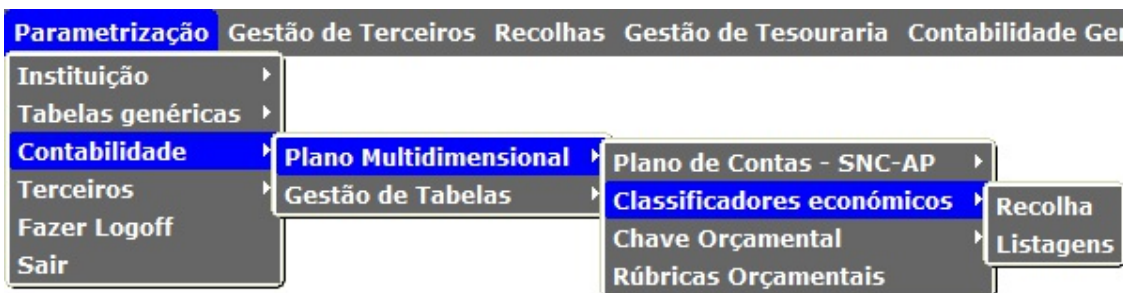 Parametrização Gestão de Terceiros Recolhas Gestão de Tesouraria Contabilidade
Instituição
Tabelas genéricas
Contabilidade
Terceiros
Fazer Logoff
Sair
Plano Multidimensional
Gestão de Tabelas
Plano de Contas - SNC-AP
Classificadores económicos
Chave Orçamental
Rúbricas Orçamentais
Recolha
Listagens